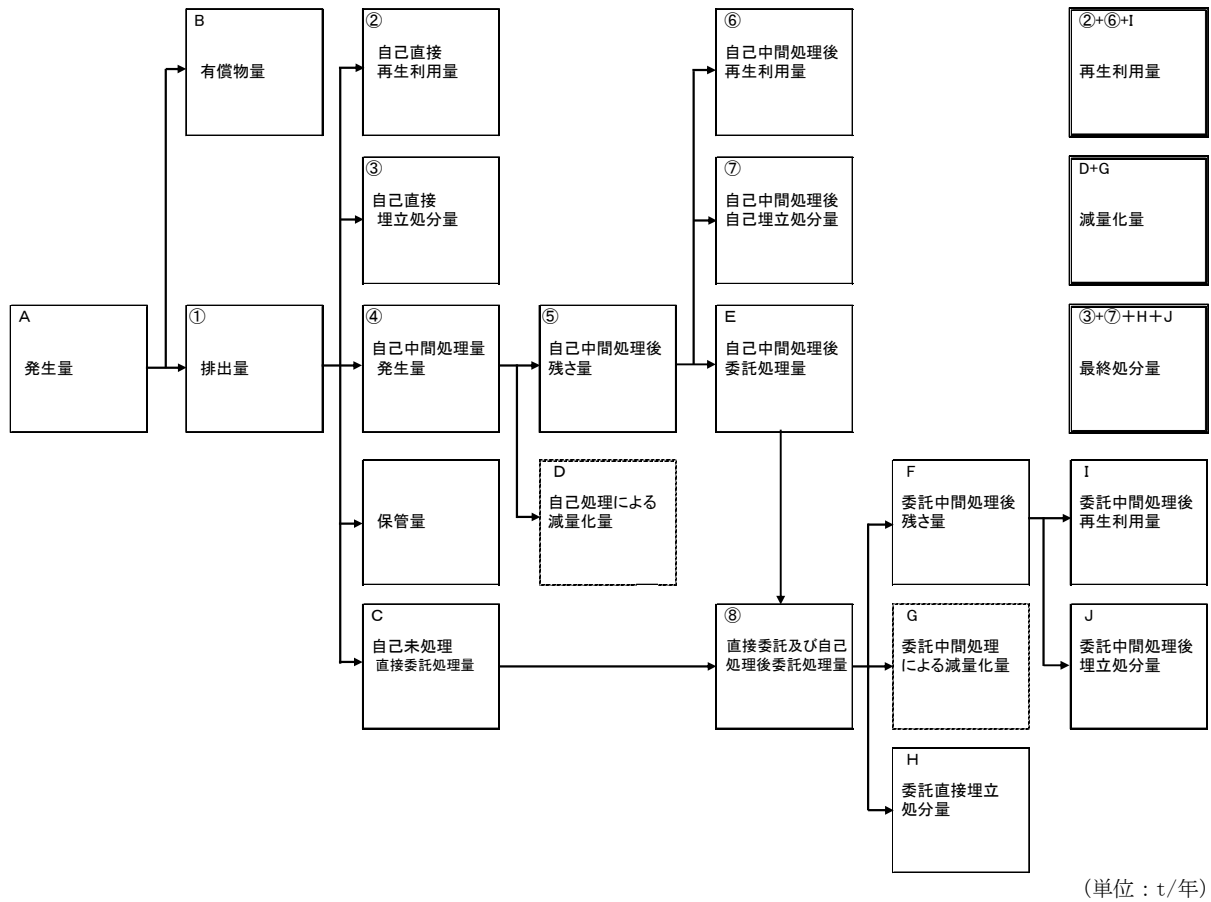 B
有償物量
②
自己直接
再生利用量
⑥
自己中間処理後
再生利用量
②+⑥+I
再生利用量
③
自己直接
埋立処分量
⑦
自己中間処理後
自己埋立処分量
D+G
減量化量
A
発生量
①
排出量
④
自己中間処理量
発生量
⑤
自己中間処理後
残さ量
E
自己中間処理後
委託処理量
③+⑦+H+J
最終処分量
保管量
D
自己処理による
減量化量
F
委託中間処理後
残さ量
I
委託中間処理後
再生利用量
C
自己未処理
直接委託処理量
⑧
直接委託及び自己
処理後委託処理量
G
委託中間処理
による減量化量
J
委託中間処理後
埋立処分量
H
委託直接埋立
処分量
(単位:t/年)